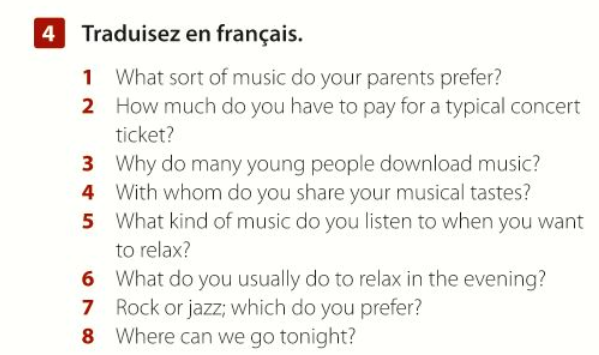 4 Traduisez en français.
1 What sort of music do your parents prefer?
2 How much do you have to pay for a typical concert
ticket?
3 Why do many young people download music?
4 With whom do you share your musical tastes?
5 What kind of music do you listen to when you want
to relax?
6 What do you usually do to relax in the evening?
7 Rock or jazz; which do you prefer?
8 Where can we go tonight?